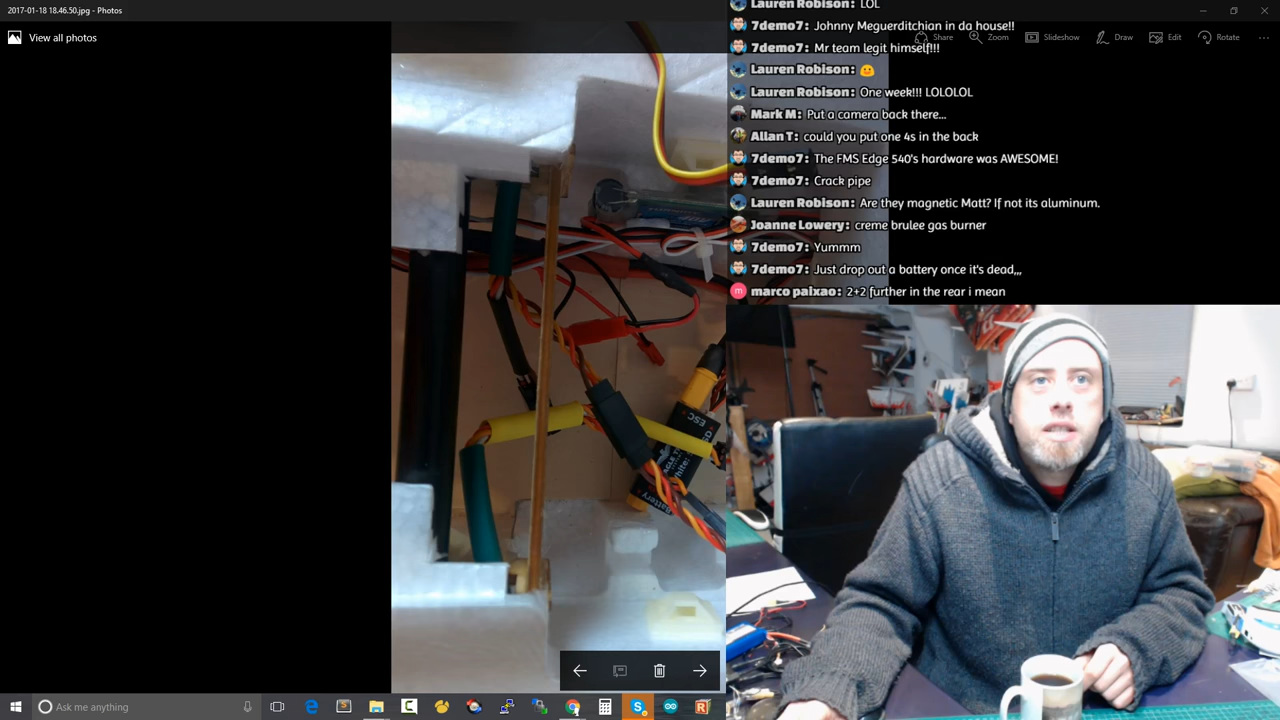 2017-01-18 18.46.50.jpg - Photos
View all photos
Share
Zoom
Slideshow
Draw
Edit
Rotate
Lauren Robison: LOL
7demo7: Johnny Meguerditchian in da house!!
7demo7: Mr team legit himself!!!
Lauren Robison:
Lauren Robison: One week!!! LOLOLOL
Mark M: Put a camera back there...
Allan T: could you put one 4s in the back
7demo7: The FMS Edge 540's hardware was AWESOME!
7demo7: Crack pipe
Lauren Robison: Are they magnetic Matt? If not its aluminum.
Joanne Lowery: creme brulee gas burner
7demo7: Yummm
7demo7: Just drop out a battery once it's dead,,,
m marco paixao: 2+2 further in the rear i mean
ESC
White:
Battery
Ask me anything